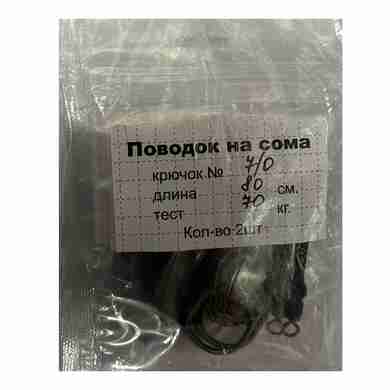 Поводок на сома
крючок № 7/0
длина 80 см.
тест 70 кг.
Кол-во 2шт